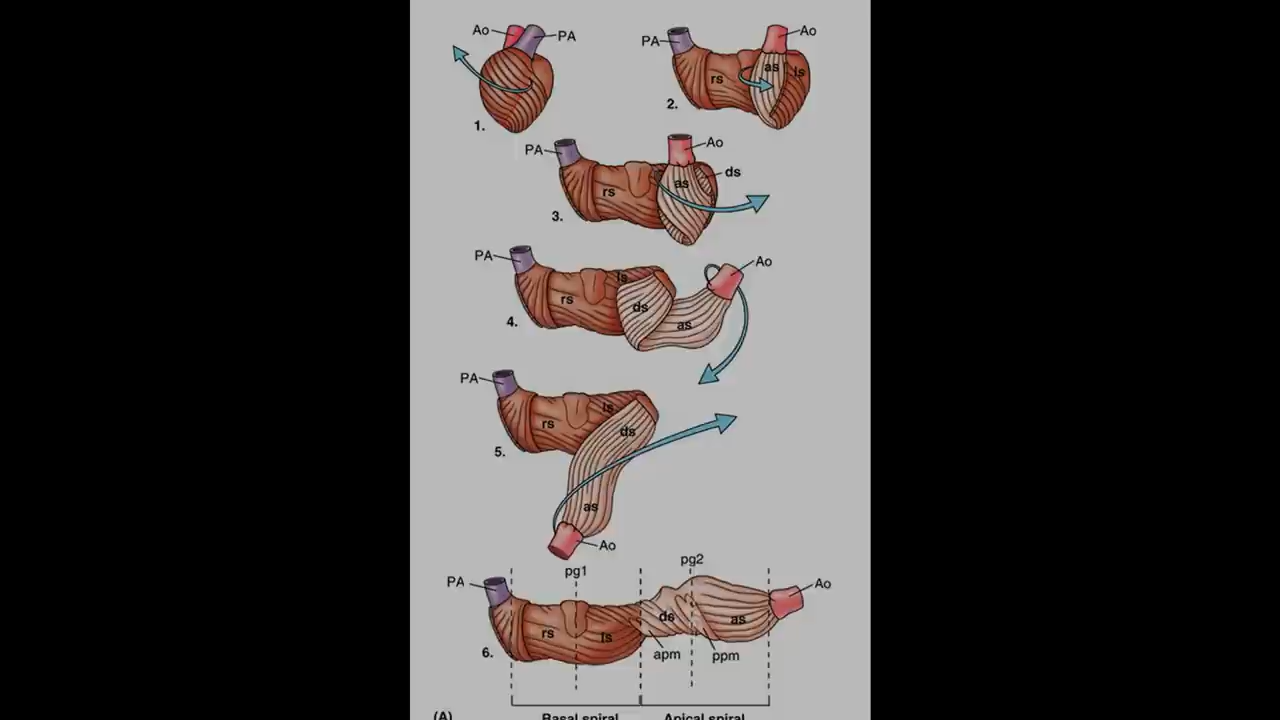 Ao PA
1.
PA Ao
rs as ls
2.
PA Ao
rs as ds
3.
PA Ao
rs ls ds as
4.
PA
rs ls ds
as
5.
Ao
pg1 pg2
PA Ao
rs ls ds as
apm ppm
6.
(A) Basal spiral Apical spiral